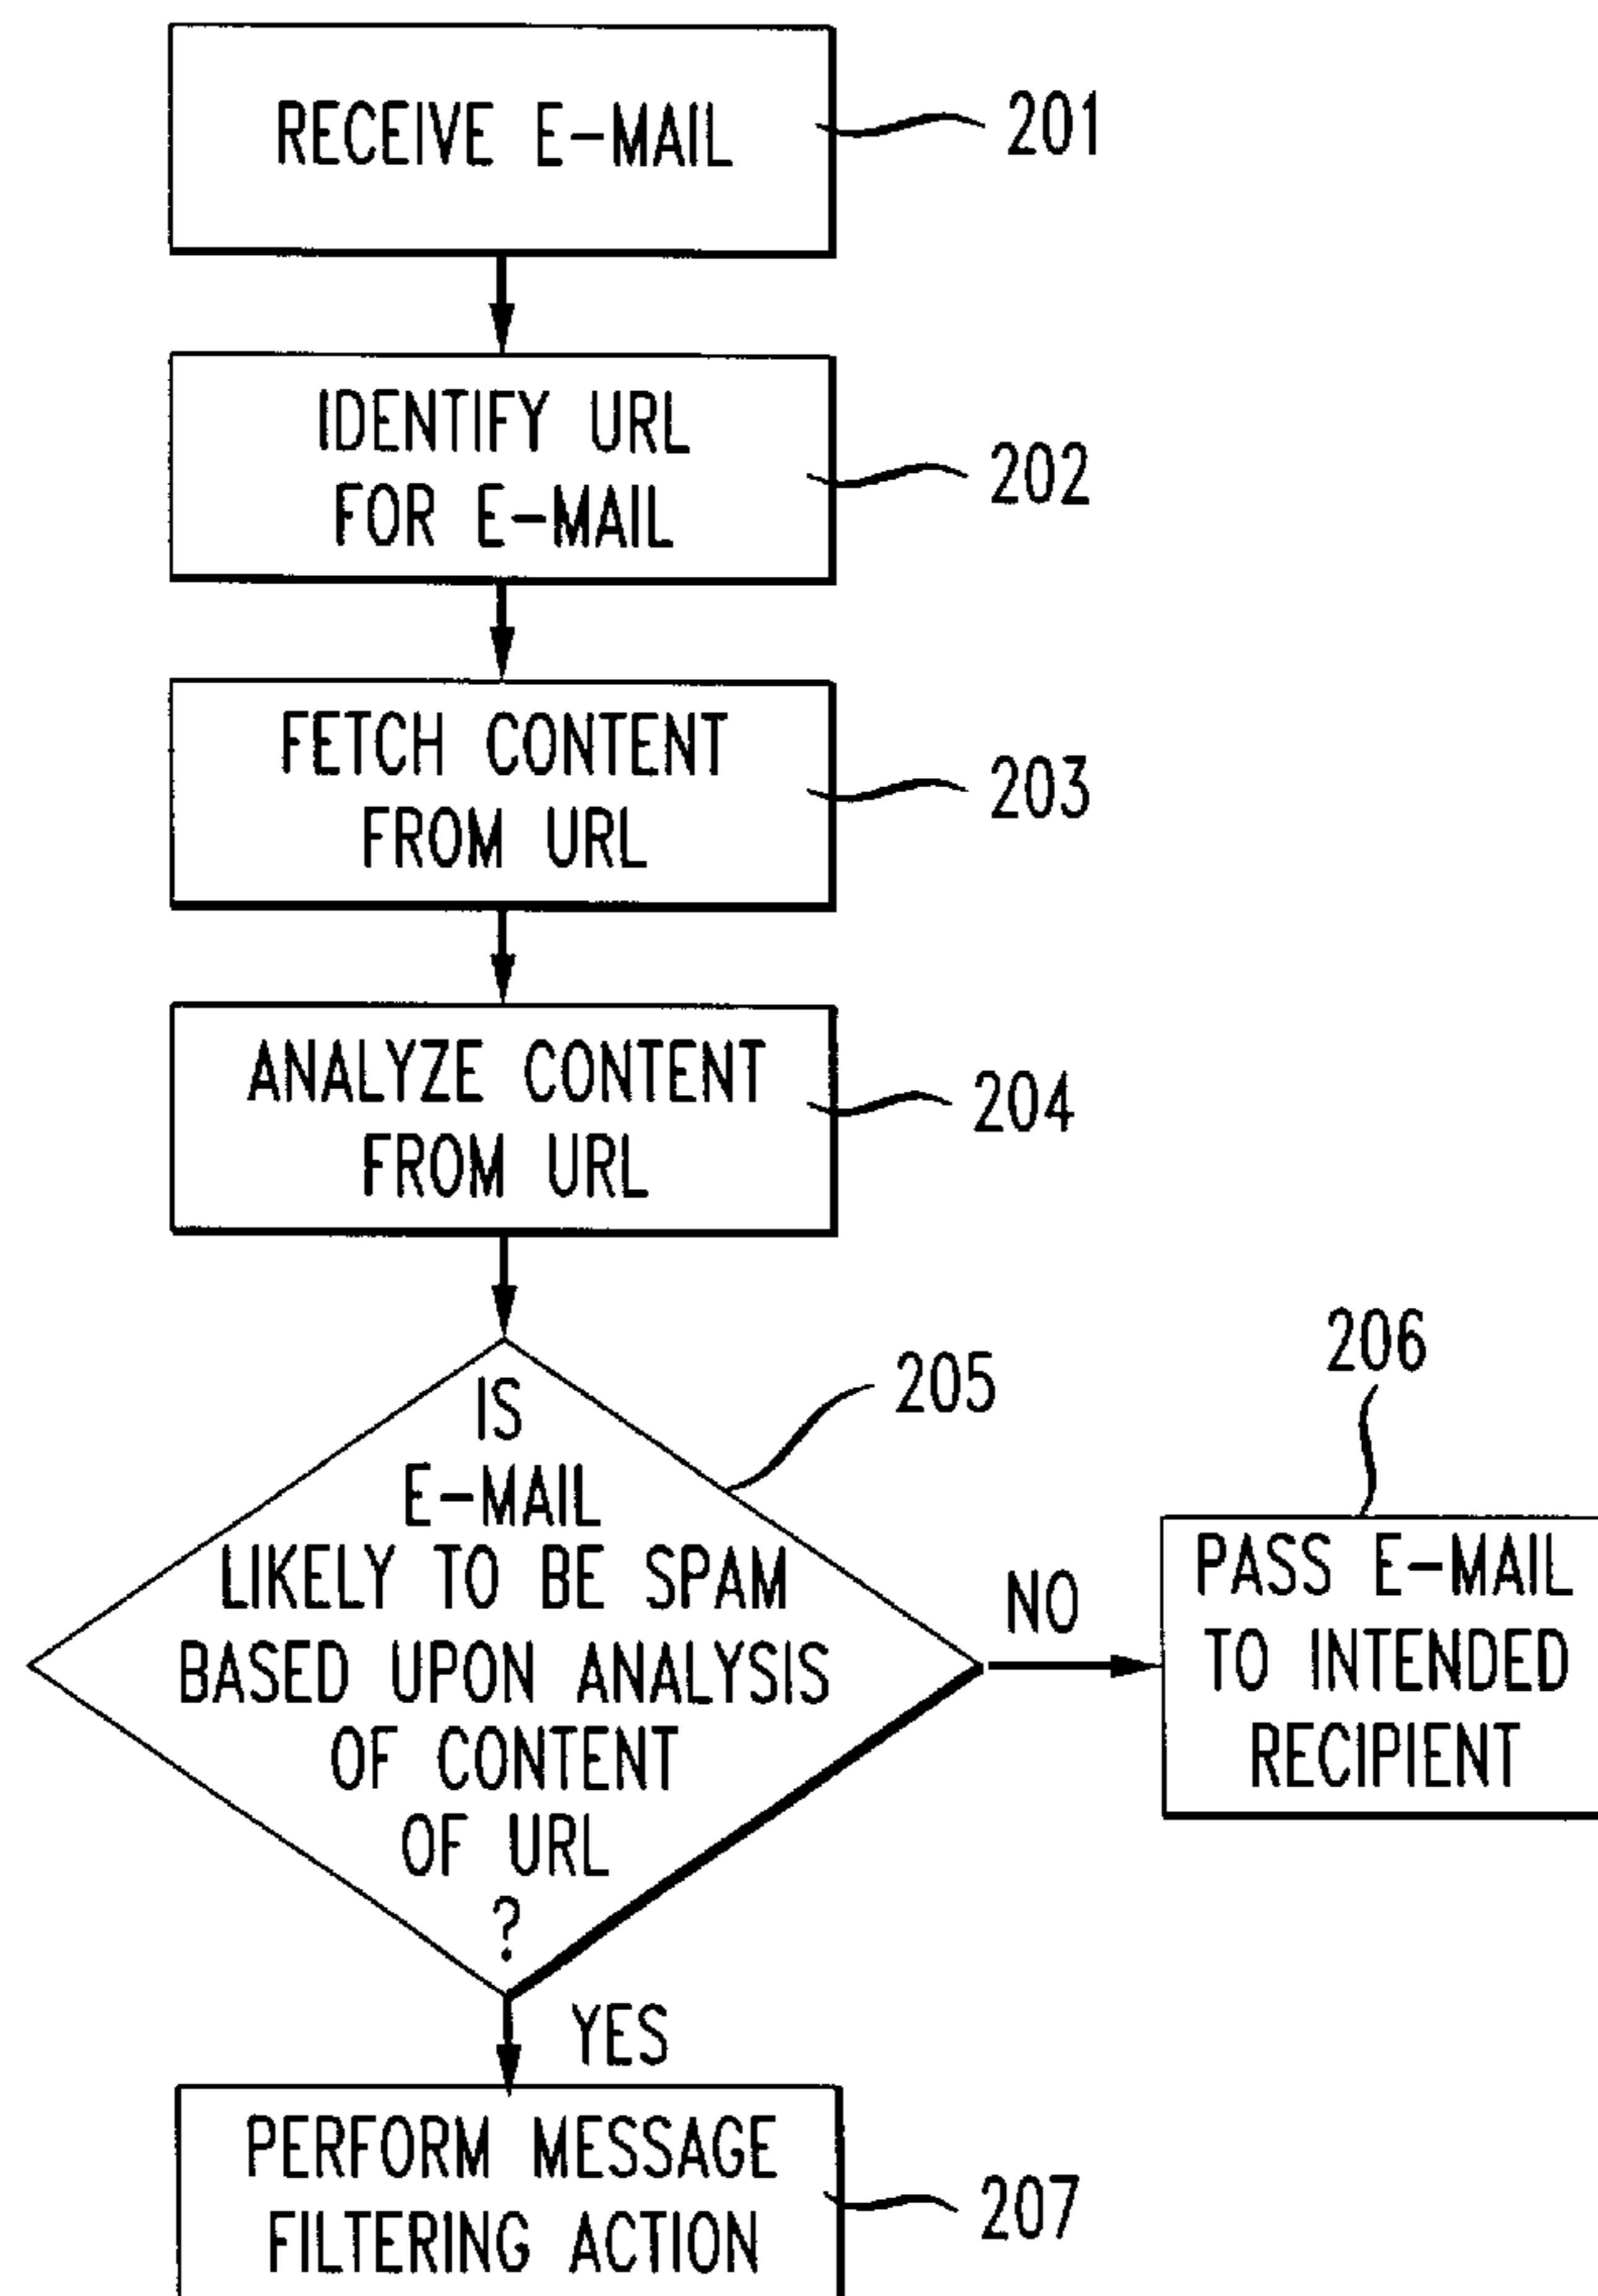 RECEIVE E-MAIL
201
IDENTIFY URL
FOR E-MAIL
202
FETCH CONTENT
FROM URL
203
ANALYZE CONTENT
FROM URL
204
IS
E-MAIL
LIKELY TO BE SPAM
BASED UPON ANALYSIS
OF CONTENT
OF URL
?
205
NO
206
PASS E-MAIL
TO INTENDED
RECIPIENT
YES
PERFORM MESSAGE
FILTERING ACTION
207